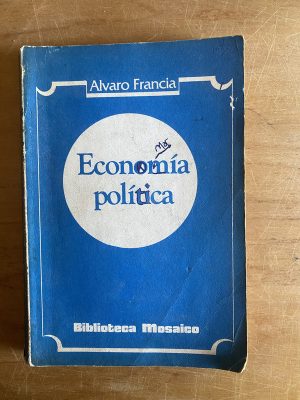 Alvaro Francia
Economía
política
Biblioteca Mosaico